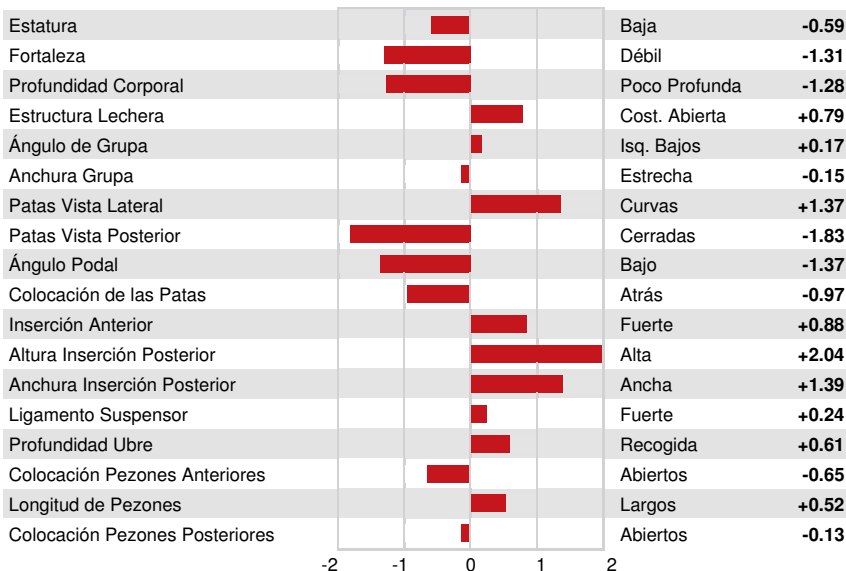 Estatura Baja -0.59
Fortaleza Débil -1.31
Profundidad Corporal Poco Profunda -1.28
Estructura Lechera Cost. Abierta +0.79
Ángulo de Grupa Isq. Bajos +0.17
Anchura Grupa Estrecha -0.15
Patas Vista Lateral Curvas +1.37
Patas Vista Posterior Cerradas -1.83
Ángulo Podal Bajo -1.37
Colocación de las Patas Atrás -0.97
Inserción Anterior Fuerte +0.88
Altura Inserción Posterior Alta +2.04
Anchura Inserción Posterior Ancha +1.39
Ligamento Suspensor Fuerte +0.24
Profundidad Ubre Recogida +0.61
Colocación Pezones Anteriores Abiertos -0.65
Longitud de Pezones Largos +0.52
Colocación Pezones Posteriores Abiertos -0.13
-2 -1 0 1 2